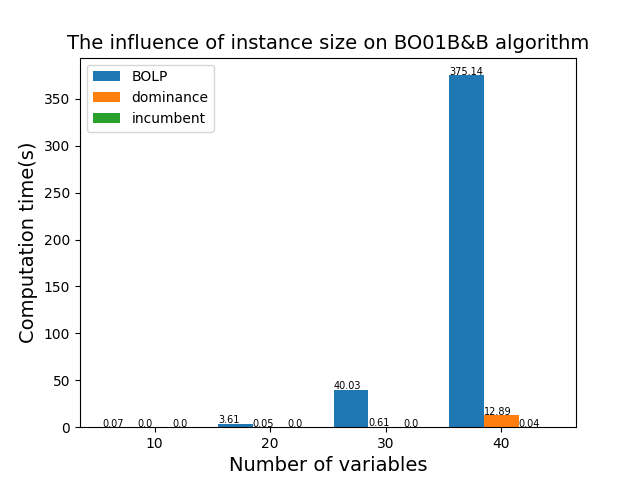 The influence of instance size on BO01B&B algorithm
BOLP
dominance
incumbent
Computation time(s)
350
300
250
200
150
100
50
0
0.07 0.0 0.0
3.61 0.05 0.0
40.03 0.61 0.0
375.14 12.89 0.04
10 20 30 40
Number of variables